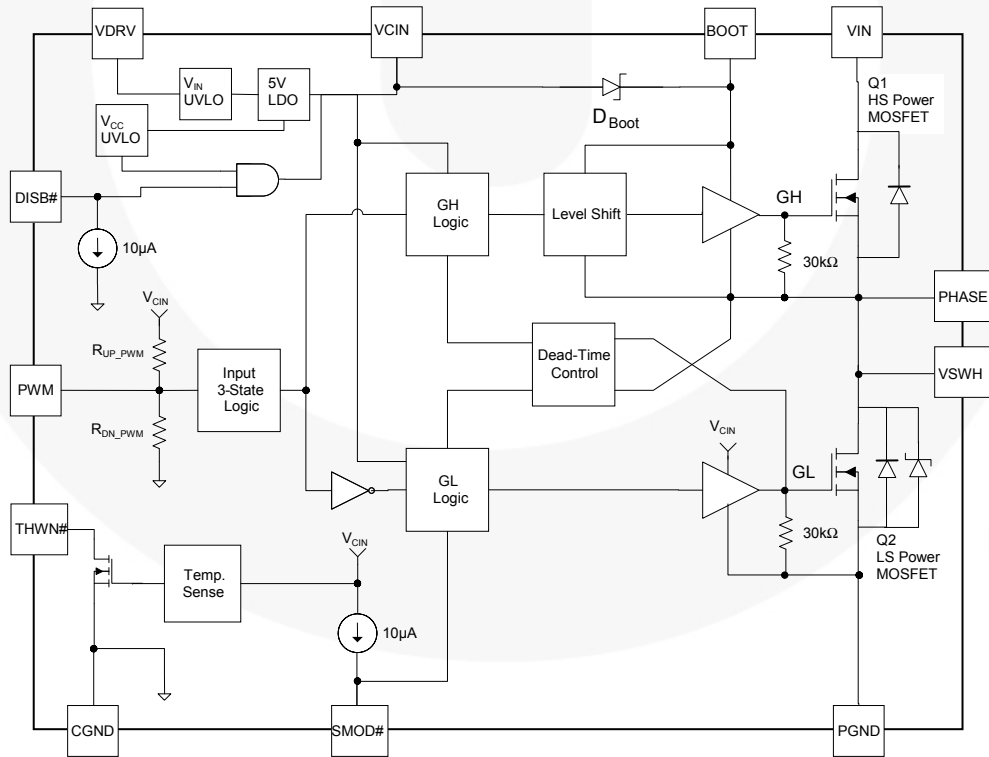 VDRV
VCIN
BOOT
VIN
VIN
UVLO
5V
LDO
Q1
HS Power
MOSFET
DBoot
VCC
UVLO
DISB#
GH
Logic
Level Shift
GH
10µA
30kΩ
VCIN
PHASE
RUP_PWM
Dead-Time
Control
Input
3-State
Logic
PWM
VSWH
RDN_PWM
VCIN
GL
Logic
GL
THWN#
VCIN
30kΩ
Q2
LS Power
MOSFET
Temp.
Sense
10µA
CGND
SMOD#
PGND